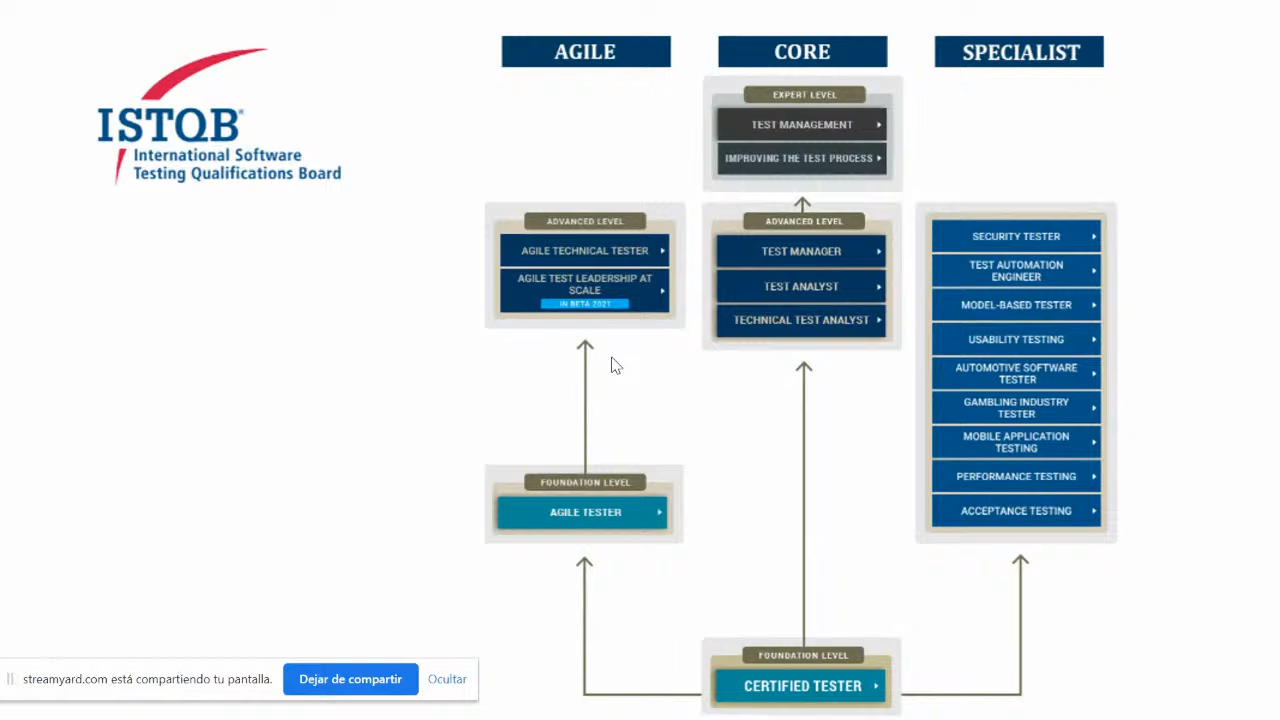 ISTQB®
International Software
Testing Qualifications Board
AGILE
CORE
SPECIALIST
EXPERT LEVEL
TEST MANAGEMENT
IMPROVING THE TEST PROCESS
ADVANCED LEVEL
AGILE TECHNICAL TESTER
AGILE TEST LEADERSHIP AT
SCALE
IN BETA 2021
ADVANCED LEVEL
TEST MANAGER
TEST ANALYST
TECHNICAL TEST ANALYST
SECURITY TESTER
TEST AUTOMATION
ENGINEER
MODEL-BASED TESTER
USABILITY TESTING
AUTOMOTIVE SOFTWARE
TESTER
GAMBLING INDUSTRY
TESTER
MOBILE APPLICATION
TESTING
PERFORMANCE TESTING
ACCEPTANCE TESTING
FOUNDATION LEVEL
AGILE TESTER
FOUNDATION LEVEL
CERTIFIED TESTER
streamyard.com está compartiendo tu pantalla.
Dejar de compartir
Ocultar